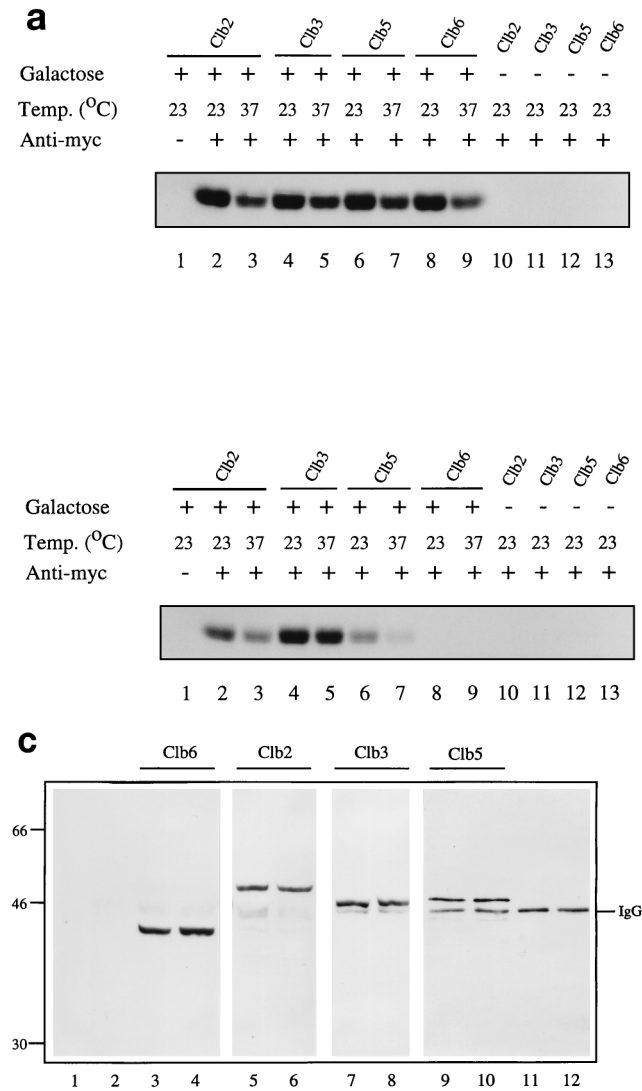 a
Clb2 Clb3 Clb5 Clb6 Clb2 Clb3 Clb5 Clb6
Galactose + + + + + + + + + - - - -
Temp. (OC) 23 23 37 23 37 23 37 23 37 23 23 23 23
Anti-myc - + + + + + + + + + + + +
1 2 3 4 5 6 7 8 9 10 11 12 13
Clb2 Clb3 Clb5 Clb6 Clb2 Clb3 Clb5 Clb6
Galactose + + + + + + + + + - - - -
Temp. (OC) 23 23 37 23 37 23 37 23 37 23 23 23 23
Anti-myc - + + + + + + + + + + + +
1 2 3 4 5 6 7 8 9 10 11 12 13
c
Clb6 Clb2 Clb3 Clb5
66
46
IgG
30
1 2 3 4 5 6 7 8 9 10 11 12